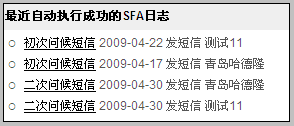 最近自动执行成功的SFA日志
初次问候短信 2009-04-22 发短信 测试11
初次问候短信 2009-04-17 发短信 青岛哈德隆
二次问候短信 2009-04-30 发短信 青岛哈德隆
二次问候短信 2009-04-30 发短信 测试11